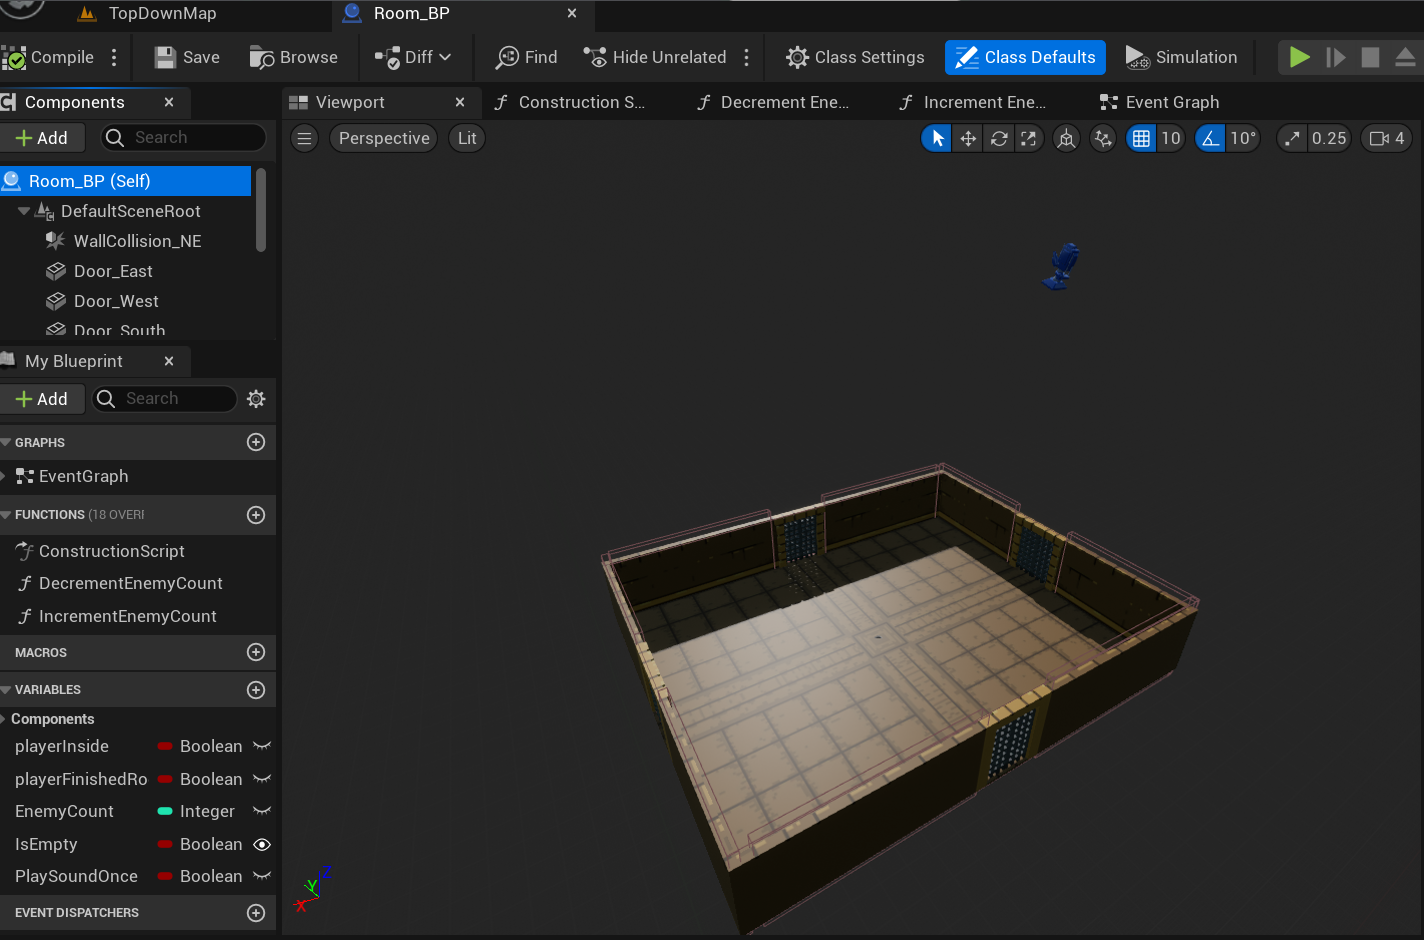 TopDownMap
Room_BP
Compile
Save
Browse
Diff
Find
Hide Unrelated
Class Settings
Class Defaults
Simulation
Components
Viewport
Construction S...
Decrement Ene...
Increment Ene...
Event Graph
Add
Search
Perspective
Lit
10
10°
0.25
4
Room_BP (Self)
DefaultSceneRoot
WallCollision_NE
Door_East
Door_West
Door_South
My Blueprint
Add
Search
GRAPHS
EventGraph
FUNCTIONS (18 OVERI
ConstructionScript
DecrementEnemyCount
IncrementEnemyCount
MACROS
VARIABLES
Components
playerInside Boolean
playerFinishedRo Boolean
EnemyCount Integer
IsEmpty Boolean
PlaySoundOnce Boolean
EVENT DISPATCHERS
Z
Y
X